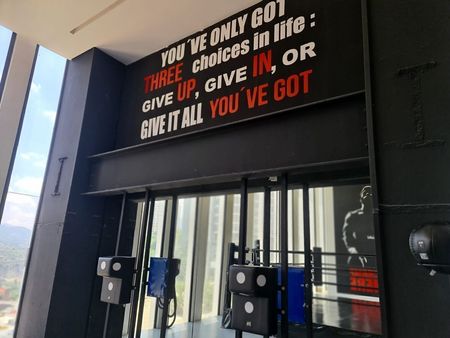 YOU´VE ONLY GOT
THREE choices in life :
GIVE UP, GIVE IN, OR
GIVE IT ALL YOU´VE GOT